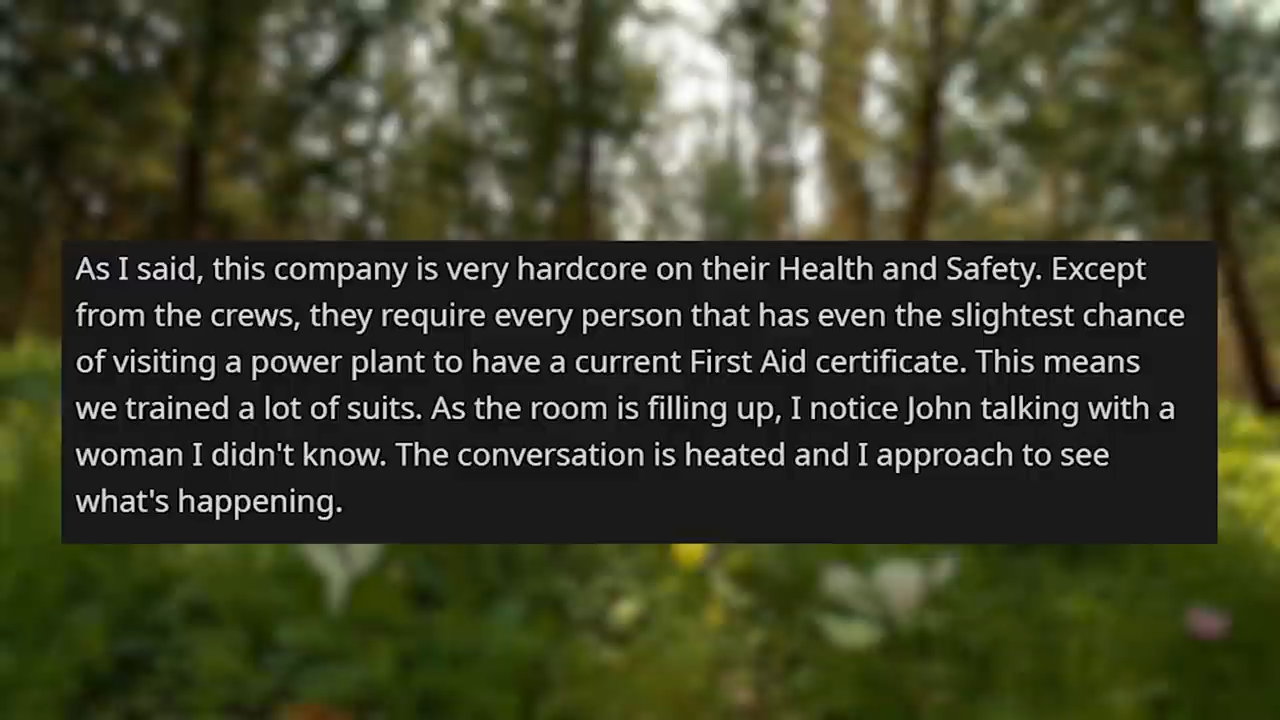 As I said, this company is very hardcore on their Health and Safety. Except
from the crews, they require every person that has even the slightest chance
of visiting a power plant to have a current First Aid certificate. This means
we trained a lot of suits. As the room is filling up, I notice John talking with a
woman I didn't know. The conversation is heated and I approach to see
what's happening.